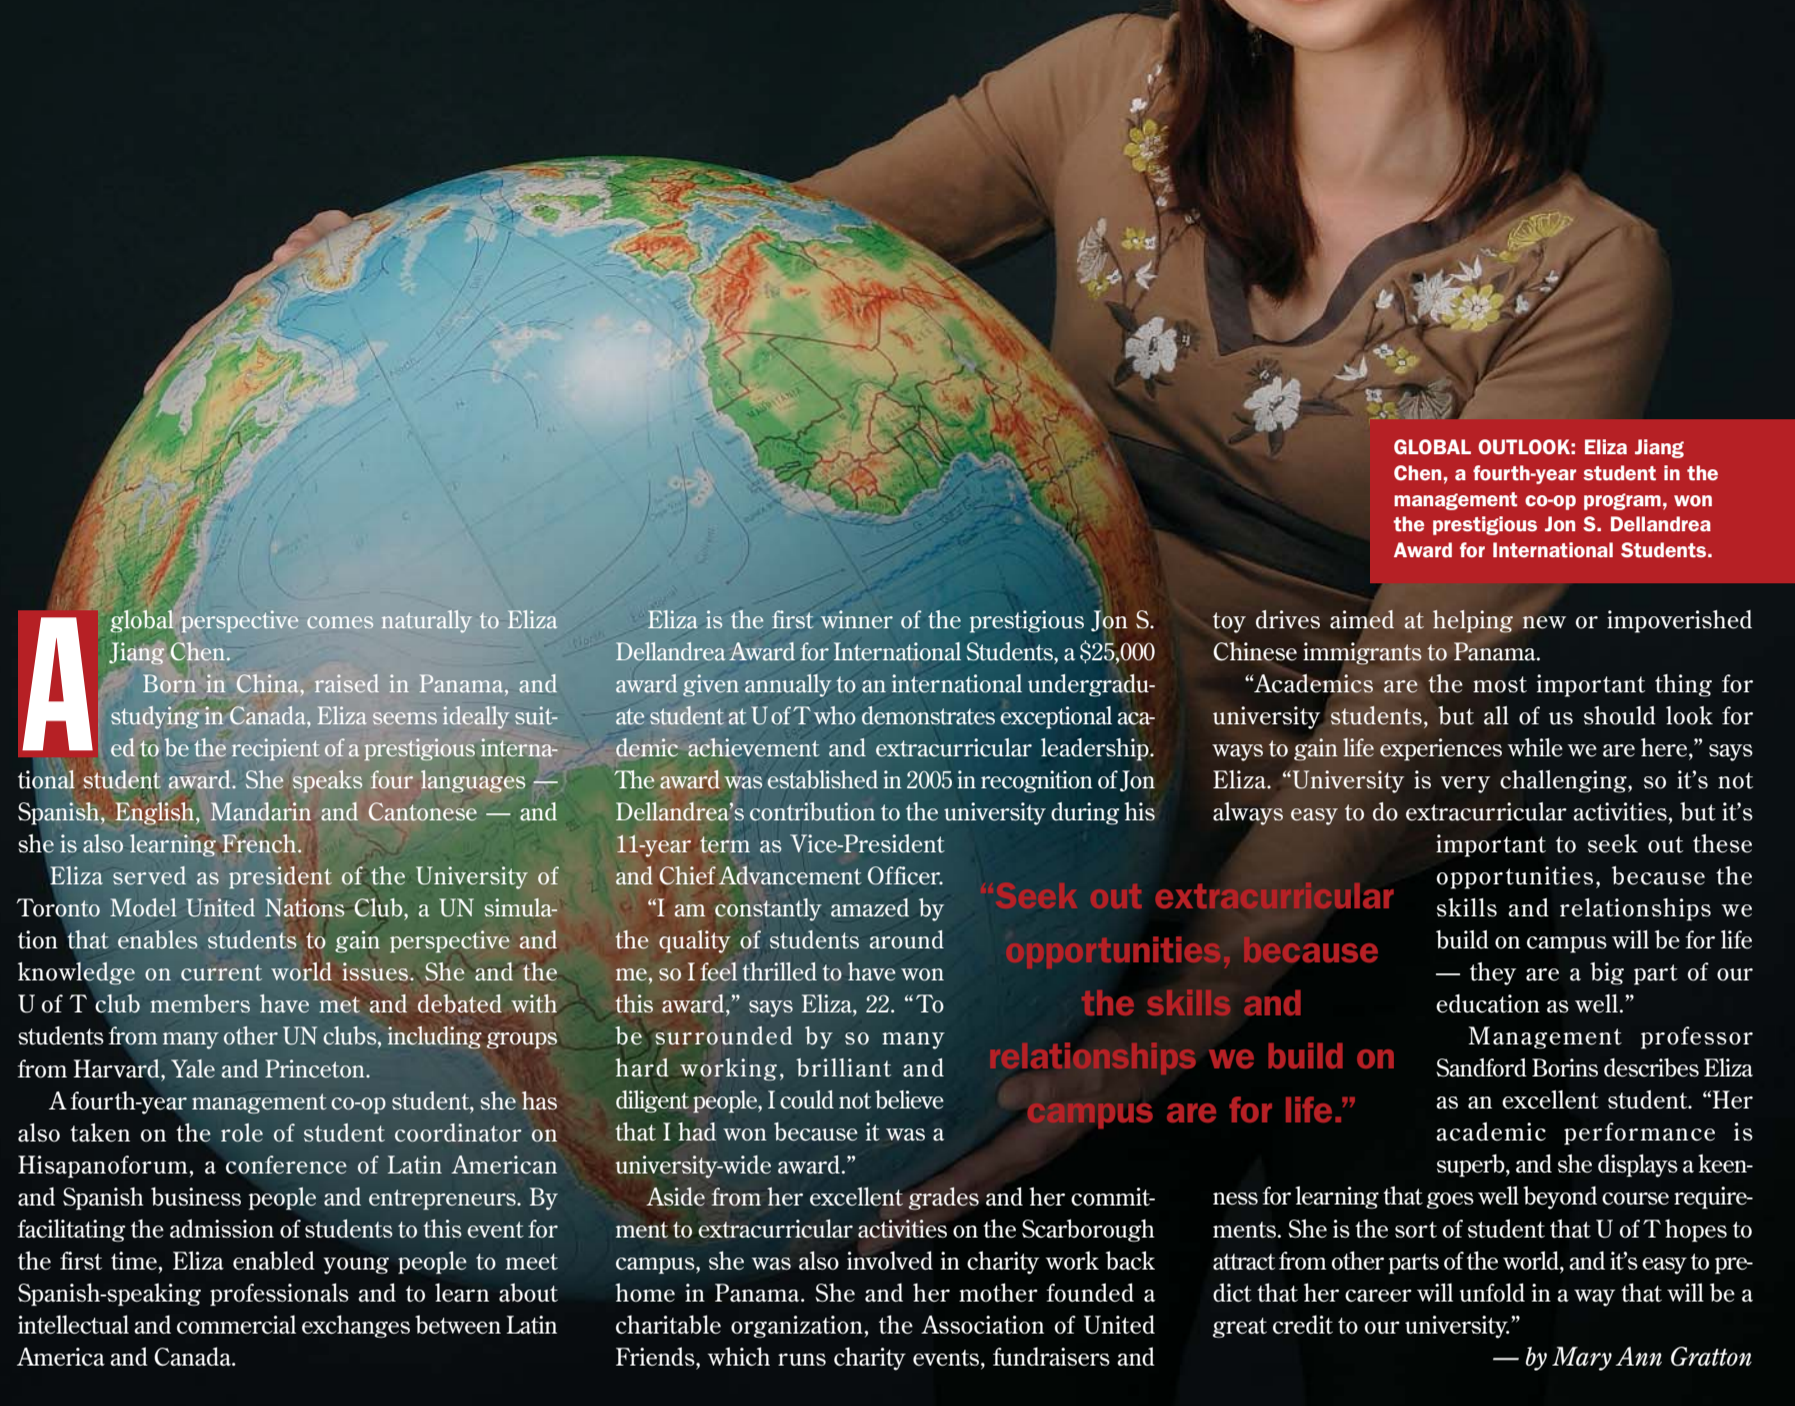 GLOBAL OUTLOOK: Eliza Jiang
Chen, a fourth-year student in the
management co-op program, won
the prestigious Jon S. Dellandrea
Award for International Students.
A global perspective comes naturally to Eliza
Jiang Chen.
Born in China, raised in Panama, and
studying in Canada, Eliza seems ideally suit-
ed to be the recipient of a prestigious interna-
tional student award. She speaks four languages —
Spanish, English, Mandarin and Cantonese — and
she is also learning French.
Eliza served as president of the University of
Toronto Model United Nations Club, a UN simula-
tion that enables students to gain perspective and
knowledge on current world issues. She and the
U of T club members have met and debated with
students from many other UN clubs, including groups
from Harvard, Yale and Princeton.
A fourth-year management co-op student, she has
also taken on the role of student coordinator on
Hisapanoforum, a conference of Latin American
and Spanish business people and entrepreneurs. By
facilitating the admission of students to this event for
the first time, Eliza enabled young people to meet
Spanish-speaking professionals and to learn about
intellectual and commercial exchanges between Latin
America and Canada.
Eliza is the first winner of the prestigious Jon S.
Dellandrea Award for International Students, a $25,000
award given annually to an international undergradu-
ate student at U of T who demonstrates exceptional aca-
demic achievement and extracurricular leadership.
The award was established in 2005 in recognition of Jon
Dellandrea’s contribution to the university during his
11-year term as Vice-President
and Chief Advancement Officer.
“I am constantly amazed by
the quality of students around
me, so I feel thrilled to have won
this award,” says Eliza, 22. “To
be surrounded by so many
hard working, brilliant and
diligent people, I could not believe
that I had won because it was a
university-wide award.”
Aside from her excellent grades and her commit-
ment to extracurricular activities on the Scarborough
campus, she was also involved in charity work back
home in Panama. She and her mother founded a
charitable organization, the Association of United
Friends, which runs charity events, fundraisers and
“Seek out extracurricular
opportunities, because
the skills and
relationships we build on
campus are for life.”
toy drives aimed at helping new or impoverished
Chinese immigrants to Panama.
“Academics are the most important thing for
university students, but all of us should look for
ways to gain life experiences while we are here,” says
Eliza. “University is very challenging, so it’s not
always easy to do extracurricular activities, but it’s
important to seek out these
opportunities, because the
skills and relationships we
build on campus will be for life
— they are a big part of our
education as well.”
Management professor
Sandford Borins describes Eliza
as an excellent student. “Her
academic performance is
superb, and she displays a keen-
ness for learning that goes well beyond course require-
ments. She is the sort of student that U of T hopes to
attract from other parts of the world, and it’s easy to pre-
dict that her career will unfold in a way that will be a
great credit to our university.”
— by Mary Ann Gratton